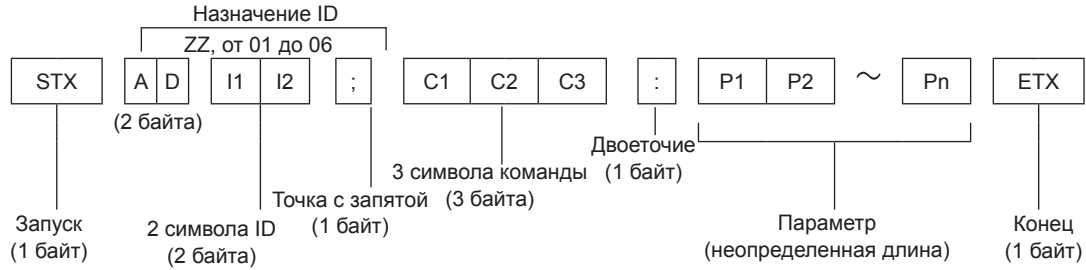 Назначение ID
ZZ, от 01 до 06
STX A D I1 I2 ; C1 C2 C3 : P1 P2 ~ Pn ETX
(2 байта)
Двоеточие
(1 байт)
3 символа команды
(3 байта)
Точка с запятой
(1 байт)
Запуск
(1 байт)
2 символа ID
(2 байта)
Параметр
(неопределенная длина)
Конец
(1 байт)